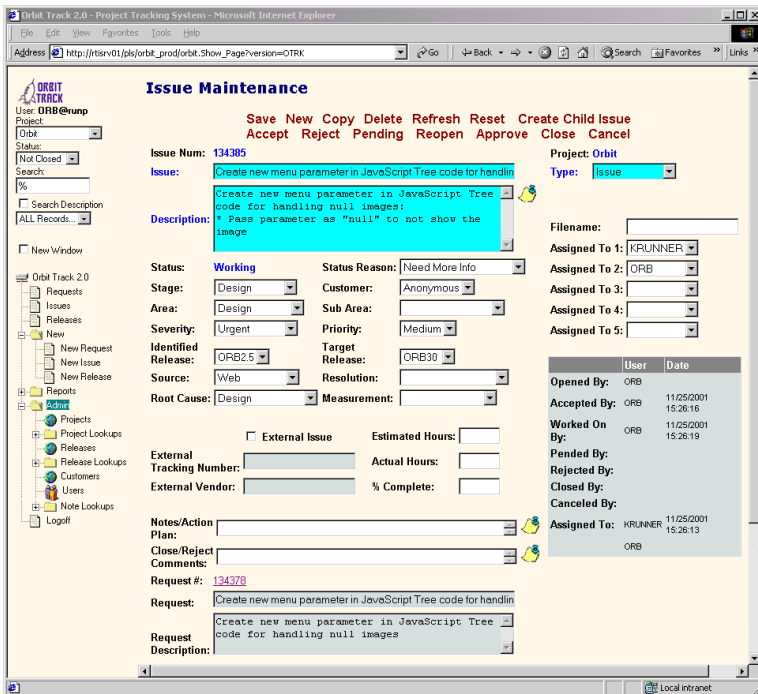 Orbit Track 2.0 - Project Tracking System - Microsoft Internet Explorer
File Edit View Favorites Tools Help
Address http://rtisrv01/pls/orbit_prod/orbit.Show_Page?version=OTRK Go Back Search Favorites » Links »
ORBIT TRACK
User: ORB@runp
Project:
Orbit
Status:
Not Closed
Search:
%
Search Description
ALL Records...
New Window
Orbit Track 2.0
Requests
Issues
Releases
New
New Request
New Issue
New Release
Reports
Admin
Projects
Project Lookups
Releases
Release Lookups
Customers
Users
Note Lookups
Logoff
Issue Maintenance
Save New Copy Delete Refresh Reset Create Child Issue
Accept Reject Pending Reopen Approve Close Cancel
Issue Num: 134385
Project: Orbit
Issue: Create new menu parameter in JavaScript Tree code for handlin
Type: Issue
Description: Create new menu parameter in JavaScript Tree
code for handling null images:
* Pass parameter as "null" to not show the
image
Filename:
Assigned To 1: KRUNNER
Assigned To 2: ORB
Assigned To 3:
Assigned To 4:
Assigned To 5:
Status: Working Status Reason: Need More Info
Stage: Design Customer: Anonymous
Area: Design Sub Area:
Severity: Urgent Priority: Medium
Identified Release: ORB2.5 Target Release: ORB30
Source: Web Resolution:
Root Cause: Design Measurement:
User Date
Opened By: ORB
Accepted By: ORB 11/25/2001 15:26:16
Worked On By: ORB 11/25/2001 15:26:19
Pended By:
Rejected By:
Closed By:
Canceled By:
Assigned To: KRUNNER 11/25/2001 15:26:13
ORB
External Issue Estimated Hours:
External Tracking Number: Actual Hours:
External Vendor: % Complete:
Notes/Action Plan:
Close/Reject Comments:
Request #: 134378
Request: Create new menu parameter in JavaScript Tree code for handlin
Request Description: Create new menu parameter in JavaScript Tree
code for handling null images
Local intranet